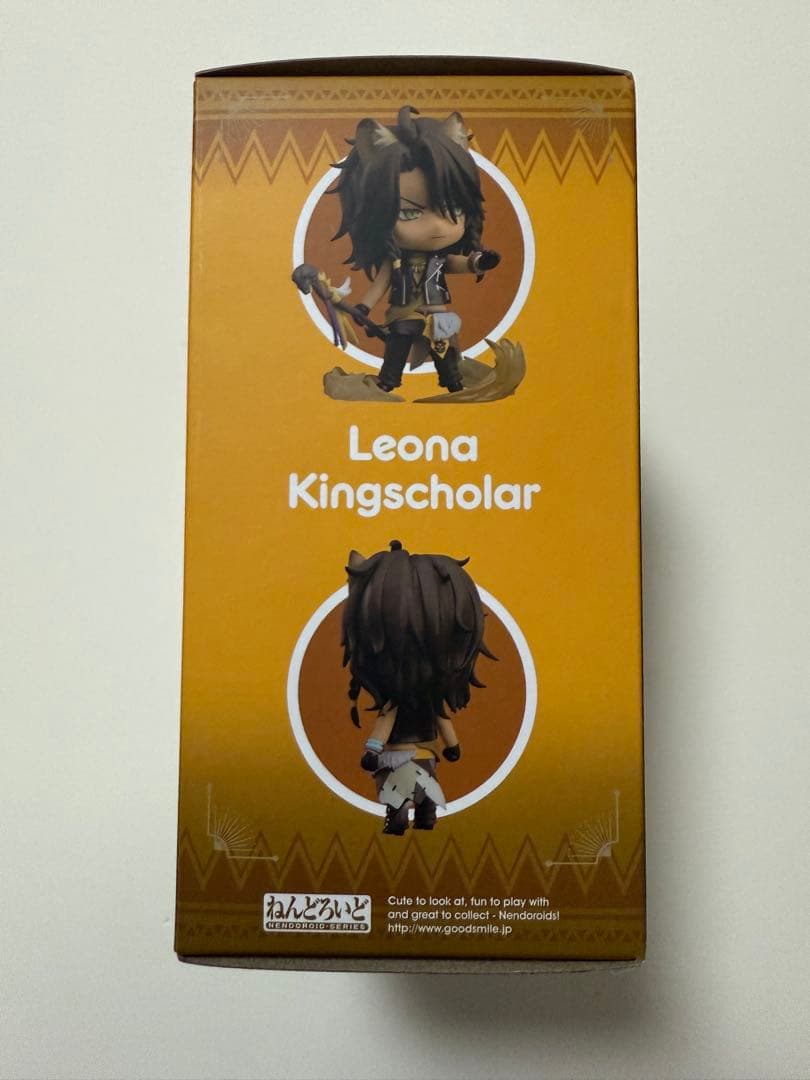 Leona
Kingscholar
ねんどろいど
NENDOROID-SERIES
Cute to look at, fun to play with
and great to collect - Nendoroids!
http://www.goodsmile.jp